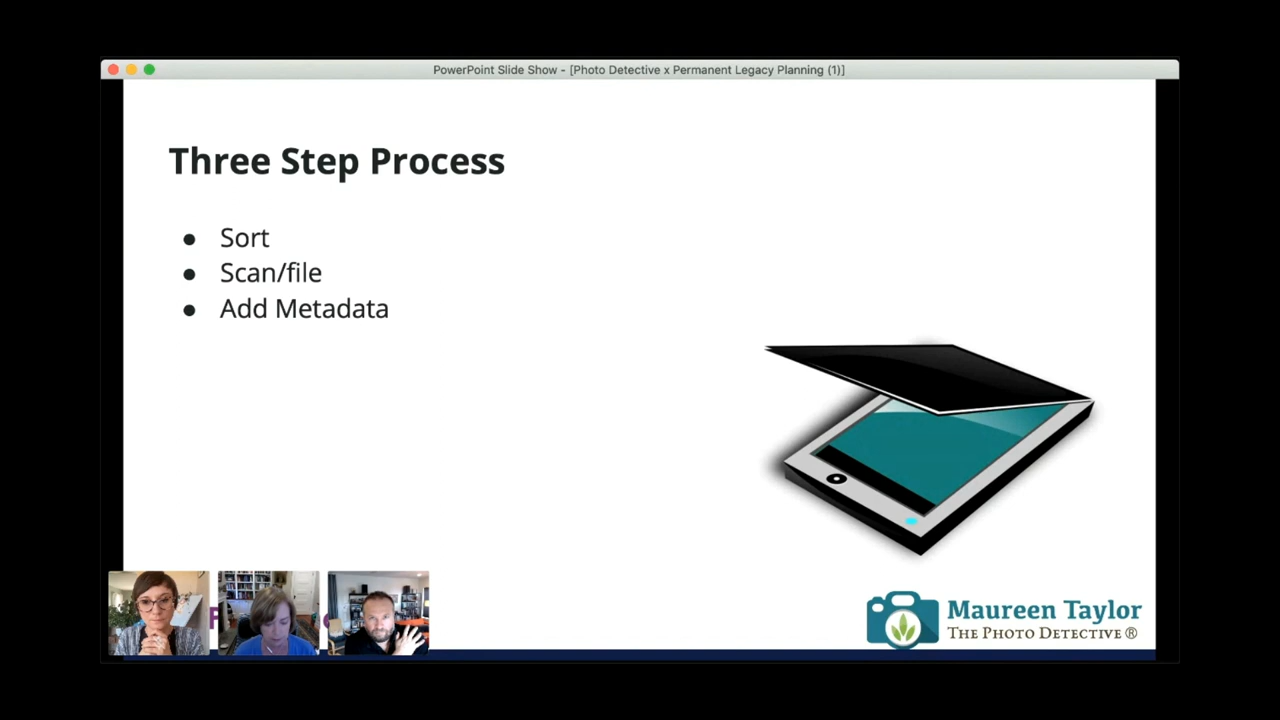 PowerPoint Slide Show - [Photo Detective x Permanent Legacy Planning (1)]
Three Step Process
● Sort
● Scan/file
● Add Metadata
Maureen Taylor
THE PHOTO DETECTIVE ®